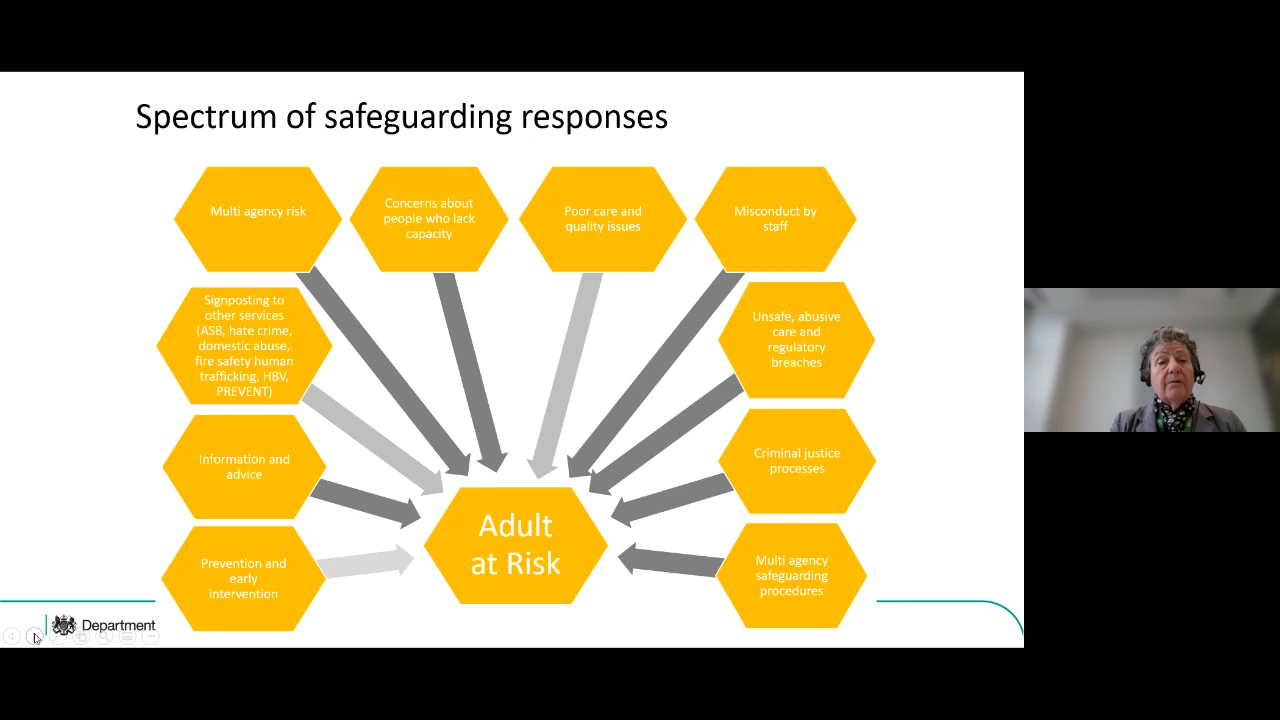 Spectrum of safeguarding responses
Multi agency risk
Concerns about
people who lack
capacity
Poor care and
quality issues
Misconduct by
staff
Signposting to
other services
(ASB, hate crime,
domestic abuse,
fire safety human
trafficking, HBV,
PREVENT)
Unsafe, abusive
care and
regulatory
breaches
Information and
advice
Criminal justice
processes
Adult
at Risk
Prevention and
early
intervention
Multi agency
safeguarding
procedures
Department